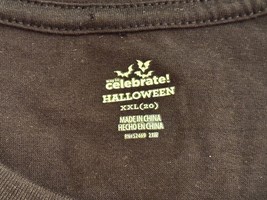 celebrate!
HALLOWEEN
XXL(20)
MADE IN CHINA
HECHO EN CHINA